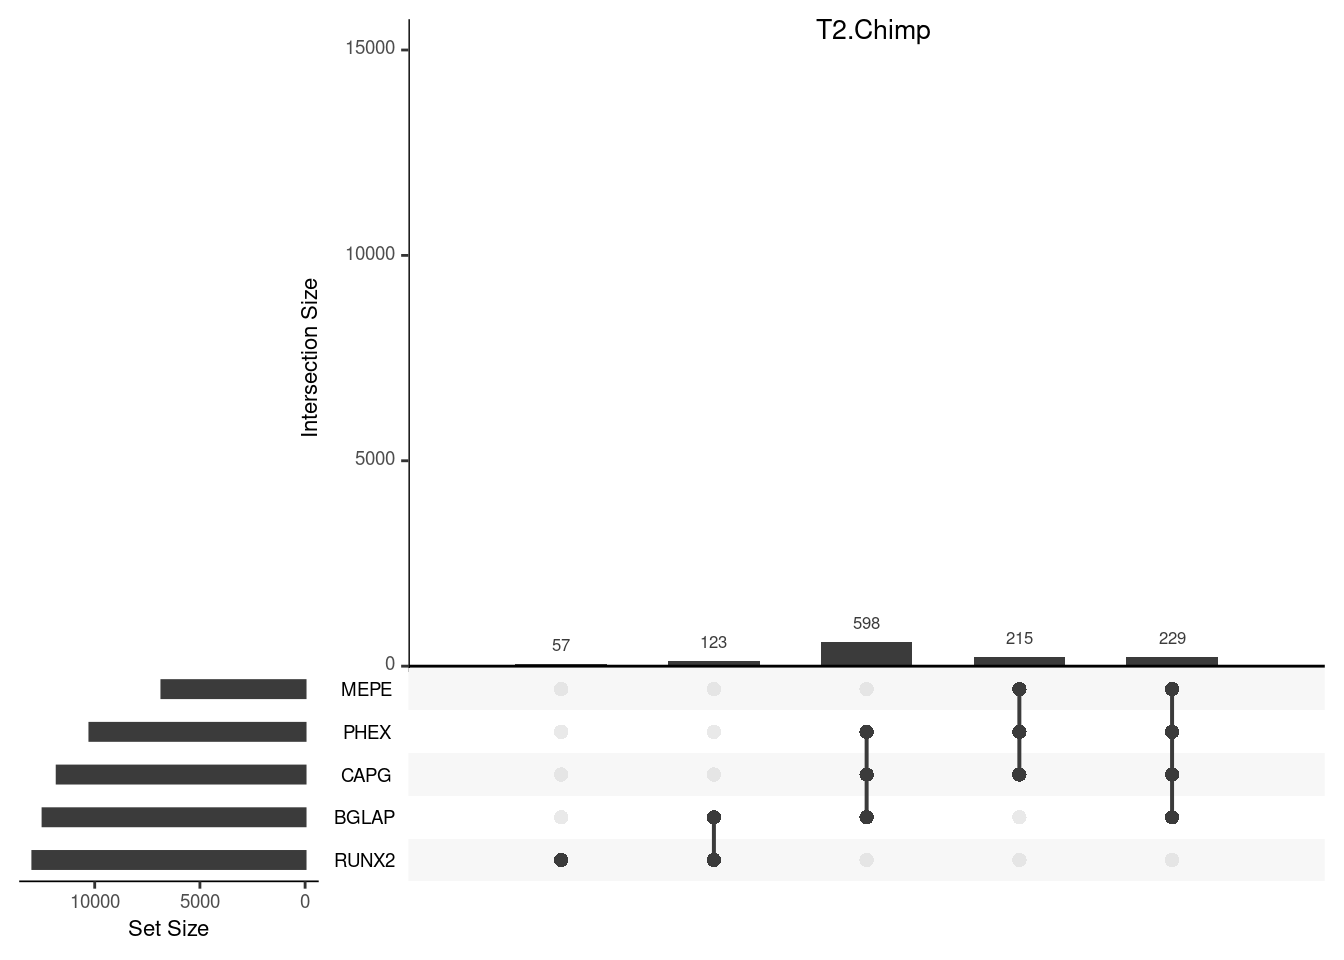 T2.Chimp
15000
10000
5000
0
Intersection Size
57
123
598
215
229
MEPE
PHEX
CAPG
BGLAP
RUNX2
10000 5000 0
Set Size